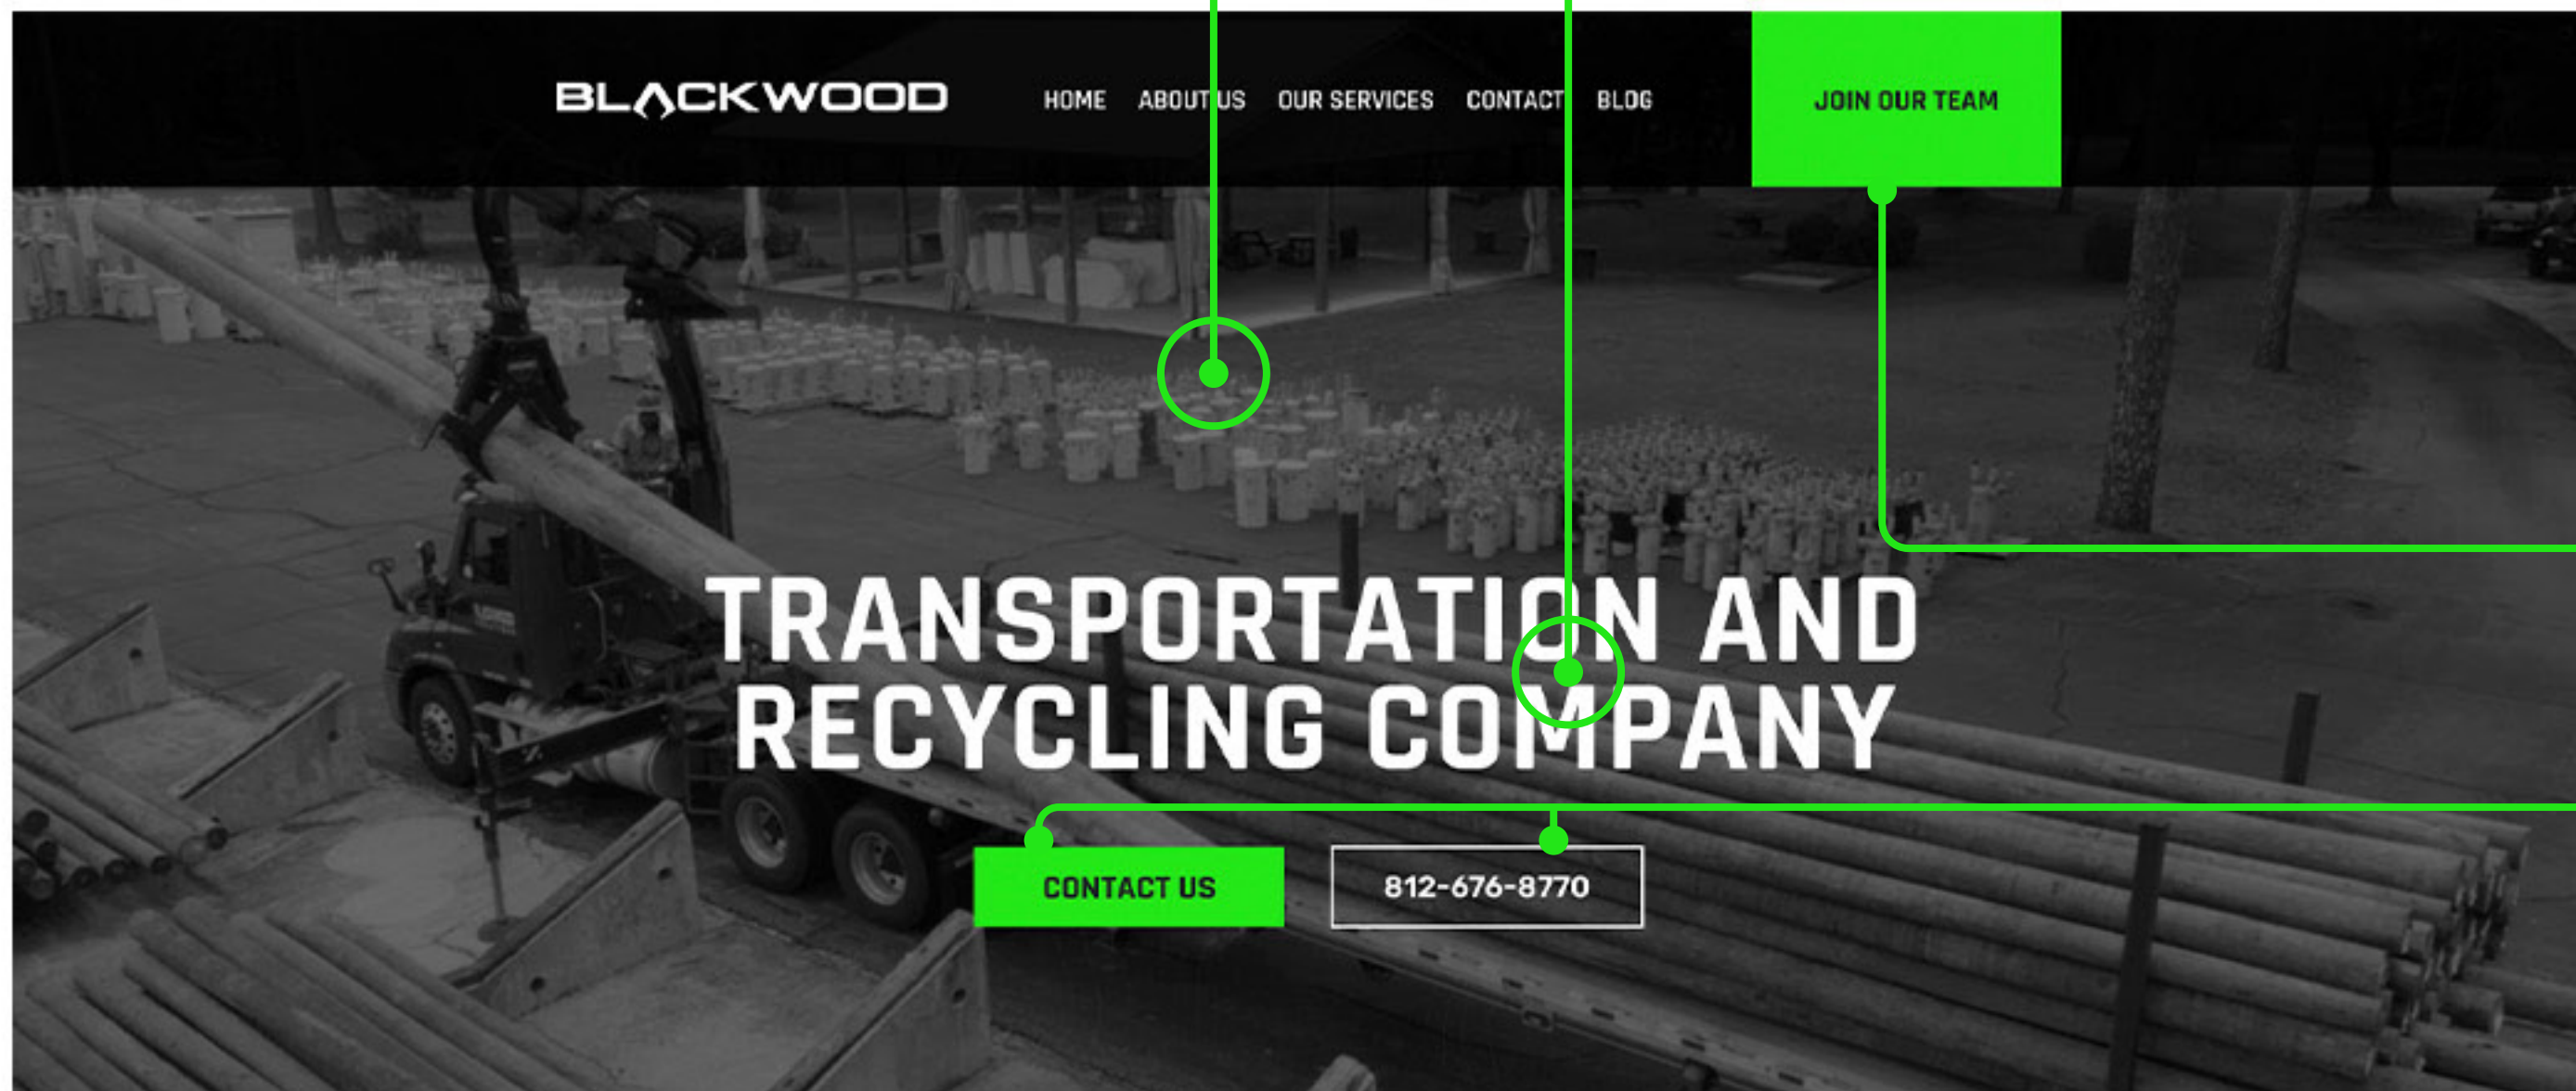 BLACKWOOD
HOME ABOUT US OUR SERVICES CONTACT BLOG
JOIN OUR TEAM
TRANSPORTATION AND
RECYCLING COMPANY
CONTACT US
812-676-8770